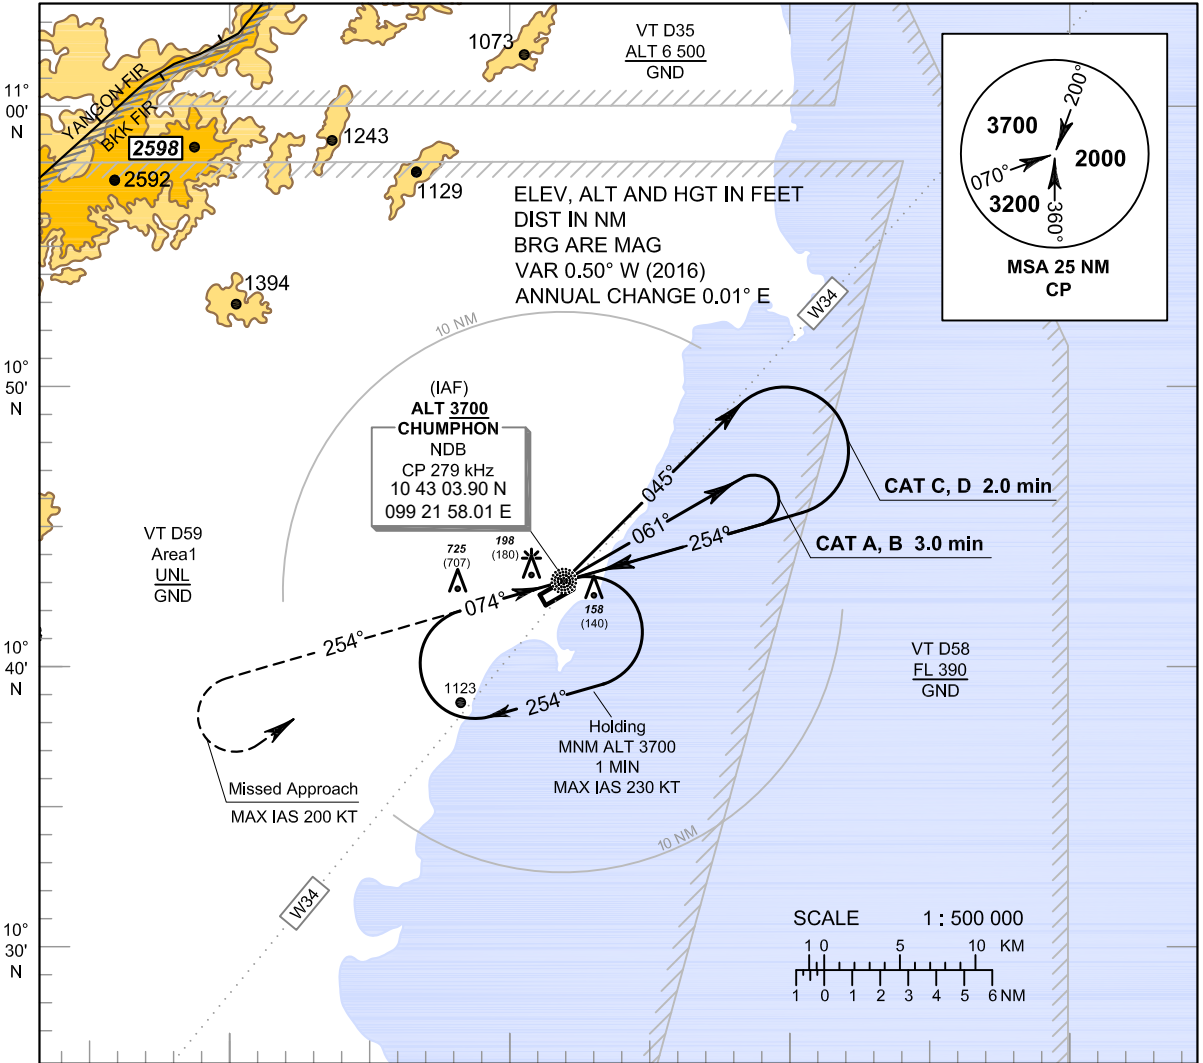 VT D35
ALT 6 500
GND
1073
11°
00'
N
YANGON FIR
BKK FIR
2598
2592
1243
1129
1394
ELEV, ALT AND HGT IN FEET
DIST IN NM
BRG ARE MAG
VAR 0.50° W (2016)
ANNUAL CHANGE 0.01° E
200°
3700
2000
070°
3200
360°
MSA 25 NM
CP
W34
10 NM
10°
50'
N
(IAF)
ALT 3700
CHUMPHON
NDB
CP 279 kHz
10 43 03.90 N
099 21 58.01 E
045°
061°
254°
CAT C, D 2.0 min
CAT A, B 3.0 min
VT D59
Area1
UNL
GND
725
(707)
198
(180)
158
(140)
074°
254°
10°
40'
N
1123
254°
Holding
MNM ALT 3700
1 MIN
MAX IAS 230 KT
VT D58
FL 390
GND
Missed Approach
MAX IAS 200 KT
10 NM
W34
10°
30'
N
SCALE 1 : 500 000
1 0 5 10 KM
1 0 1 2 3 4 5 6 NM